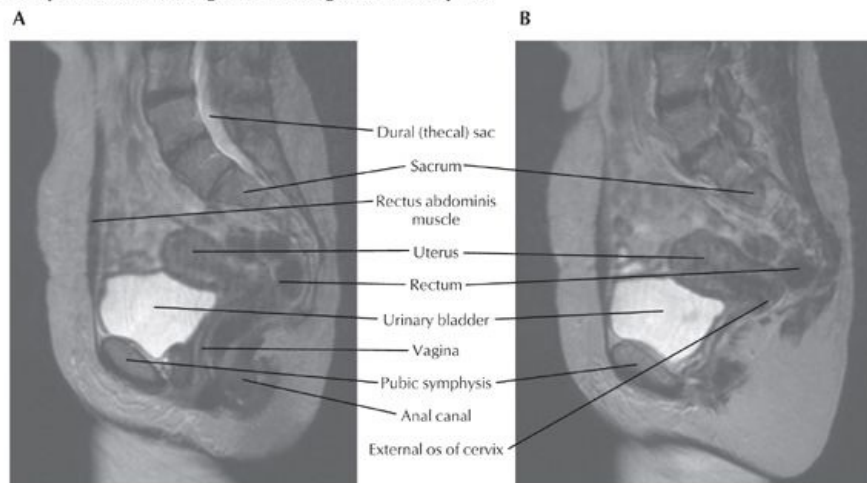 A
B
Dural (thecal) sac
Sacrum
Rectus abdominis
muscle
Uterus
Rectum
Urinary bladder
Vagina
Pubic symphysis
Anal canal
External os of cervix